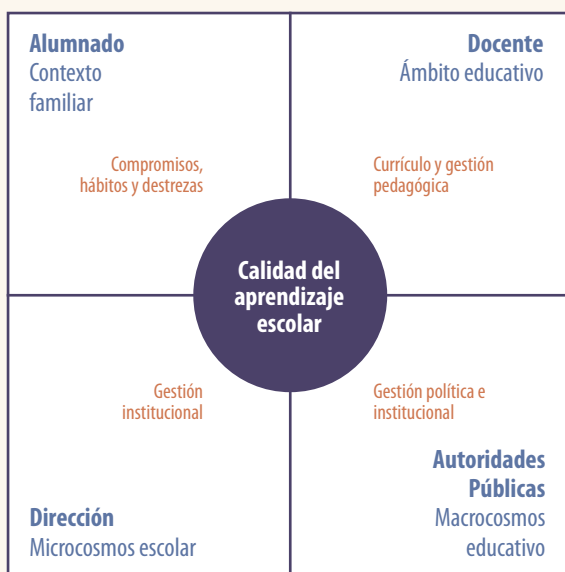 Alumnado
Contexto
familiar
Docente
Ámbito educativo
Compromisos,
hábitos y destrezas
Currículo y gestión
pedagógica
Calidad del
aprendizaje
escolar
Gestión
institucional
Gestión política e
institucional
Dirección
Microcosmos escolar
Autoridades
Públicas
Macrocosmos
educativo